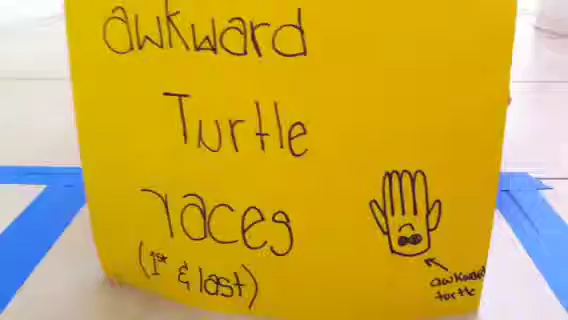 awkward
Turtle
races
(1st & last)
awkward
turtle